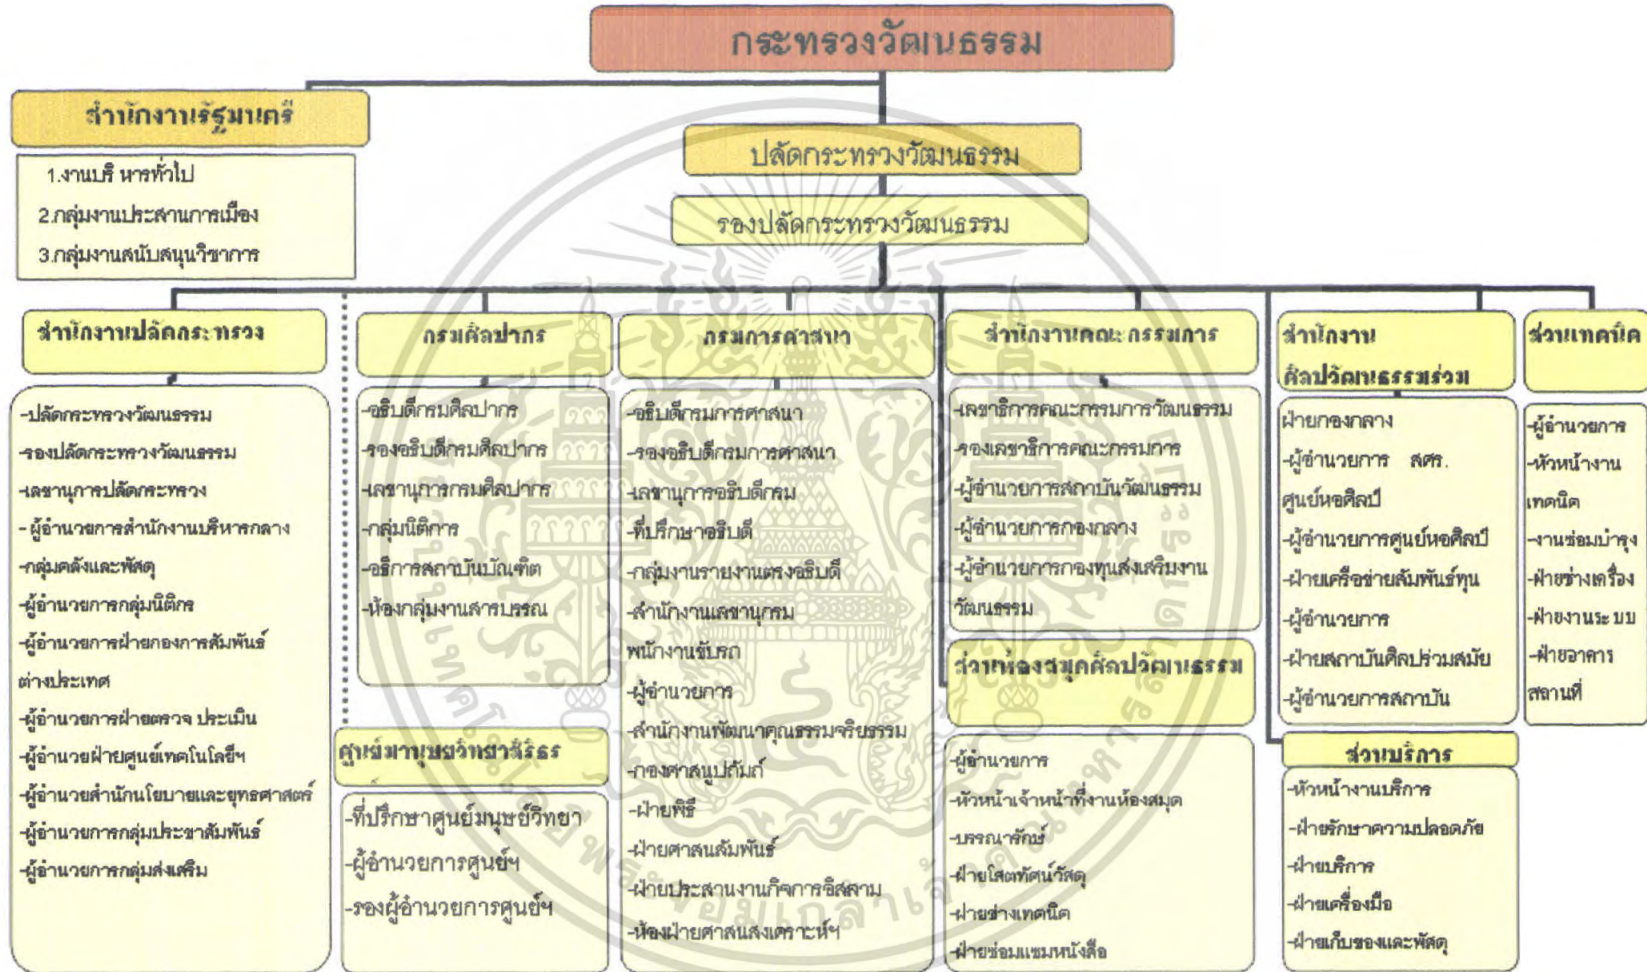 กระทรวงวัฒนธรรม
สำนักงานรัฐมนตรี
1.งานบริ หารทั่วไป
2.กลุ่มงานประสานการเมือง
3.กลุ่มงานสนับสนุนวิชาการ
ปลัดกระทรวงวัฒนธรรม
รองปลัดกระทรวงวัฒนธรรม
สำนักงานปลัดกระทรวง
-ปลัดกระทรวงวัฒนธรรม
-รองปลัดกระทรวงวัฒนธรรม
-เลขานุการปลัดกระทรวง
- ผู้อำนวยการสำนักงานบริหารกลาง
-กลุ่มคลังและพัสดุ
-ผู้อำนวยการกลุ่มนิติกร
-ผู้อำนวยการฝ่ายกองการสัมพันธ์
ต่างประเทศ
-ผู้อำนวยการฝ่ายตรวจ ประเมิน
-ผู้อำนวยฝ่ายศูนย์เทคโนโลยีฯ
-ผู้อำนวยสำนักนโยบายและยุทธศาสตร์
-ผู้อำนวยการกลุ่มประชาสัมพันธ์
-ผู้อำนวยการกลุ่มส่งเสริม
กรมศิลปากร
-อธิบดีกรมศิลปากร
-รองอธิบดีกรมศิลปากร
-เลขานุการกรมศิลปากร
-กลุ่มนิติการ
-อธิการสถาบันบัณฑิต
-ห้องกลุ่มงานสารบรรณ
ศูนย์มานุษยวิทยาสิรินธร
-ที่ปรึกษาศูนย์มนุษย์วิทยา
-ผู้อำนวยการศูนย์ฯ
-รองผู้อำนวยการศูนย์ฯ
กรมการศาสนา
-อธิบดีกรมการศาสนา
-รองอธิบดีกรมการศาสนา
-เลขานุการอธิบดีกรม
-ที่ปรึกษาอธิบดี
-กลุ่มงานรายงานตรงอธิบดี
-สำนักงานเลขานุกรม
พนักงานขับรถ
-ผู้อำนวยการ
-สำนักงานพัฒนาคุณธรรมจริยธรรม
-กองศาสนูปถัมภ์
-ฝ่ายพิธี
-ฝ่ายศาสนสัมพันธ์
-ฝ่ายประสานงานกิจการอิสลาม
-ห้องฝ่ายศาสนสงเคราะห์ฯ
สำนักงานคณะกรรมการ
-เลขาธิการคณะกรรมการวัฒนธรรม
-รองเลขาธิการคณะกรรมการ
-ผู้อำนวยการสถาบันวัฒนธรรม
-ผู้อำนวยการกองกลาง
-ผู้อำนวยการกองทุนส่งเสริมงาน
วัฒนธรรม
ส่วนห้องสมุดศิลปวัฒนธรรม
-ผู้อำนวยการ
-หัวหน้าเจ้าหน้าที่งานห้องสมุด
-บรรณารักษ์
-ฝ่ายโสตทัศน์วัสดุ
-ฝ่ายช่างเทคนิค
-ฝ่ายซ่อมแซมหนังสือ
สำนักงาน
ศิลปวัฒนธรรมร่วม
ฝ่ายกองกลาง
-ผู้อำนวยการ สศร.
ศูนย์หอศิลป์
-ผู้อำนวยการศูนย์หอศิลป์
-ฝ่ายเครือข่ายสัมพันธ์ทุน
-ผู้อำนวยการ
-ฝ่ายสถาบันศิลปร่วมสมัย
-ผู้อำนวยการสถาบัน
ส่วนบริการ
-หัวหน้างานบริการ
-ฝ่ายรักษาความปลอดภัย
-ฝ่ายบริการ
-ฝ่ายเครื่องมือ
-ฝ่ายเก็บของและพัสดุ
ส่วนเทคนิค
-ผู้อำนวยการ
-หัวหน้างาน
เทคนิค
-งานซ่อมบำรุง
-ฝ่ายช่างเครื่อง
-ฝ่ายงานระบบ
-ฝ่ายอาคาร
สถานที่